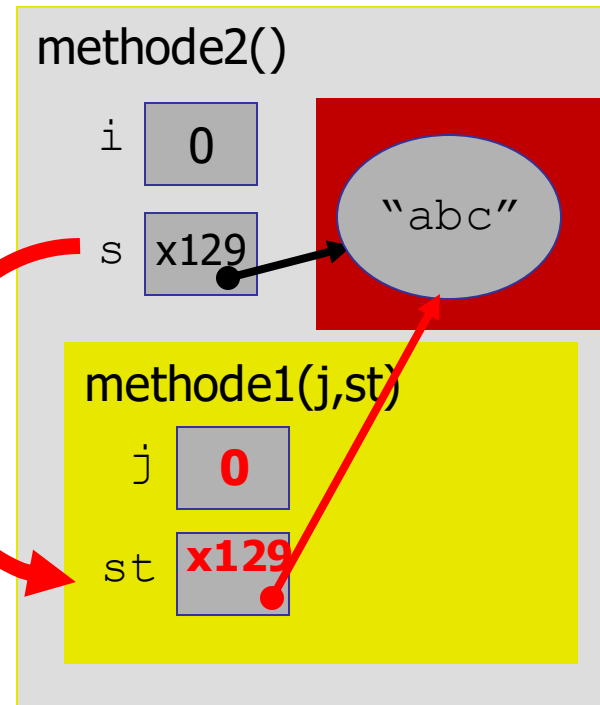 methode2()
i 0
s x129
“abc”
methode1(j,st)
j 0
st x129